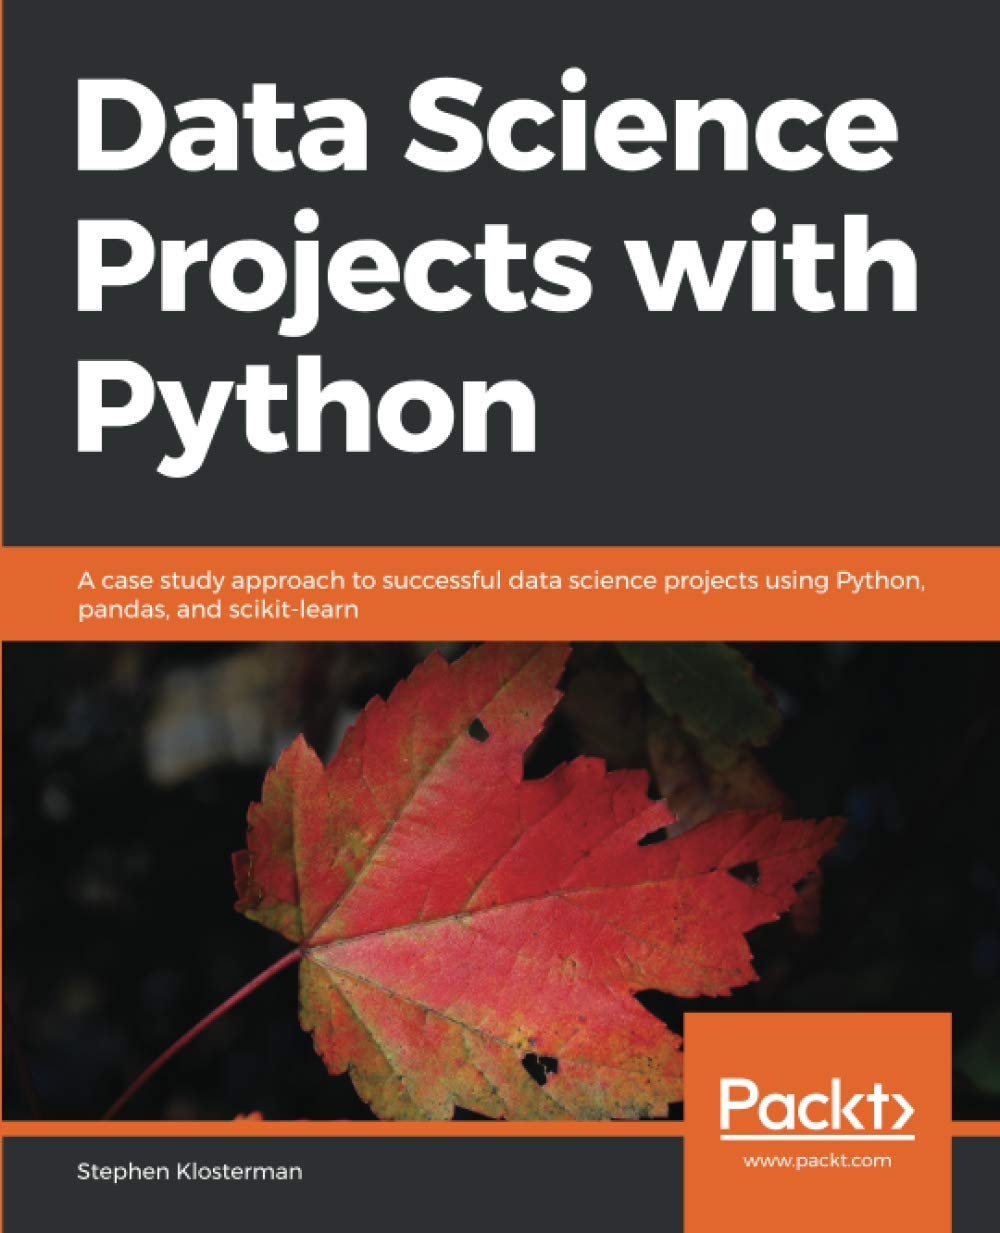 Data Science
Projects with
Python
A case study approach to successful data science projects using Python,
pandas, and scikit-learn
Packt>
www.packt.com
Stephen Klosterman